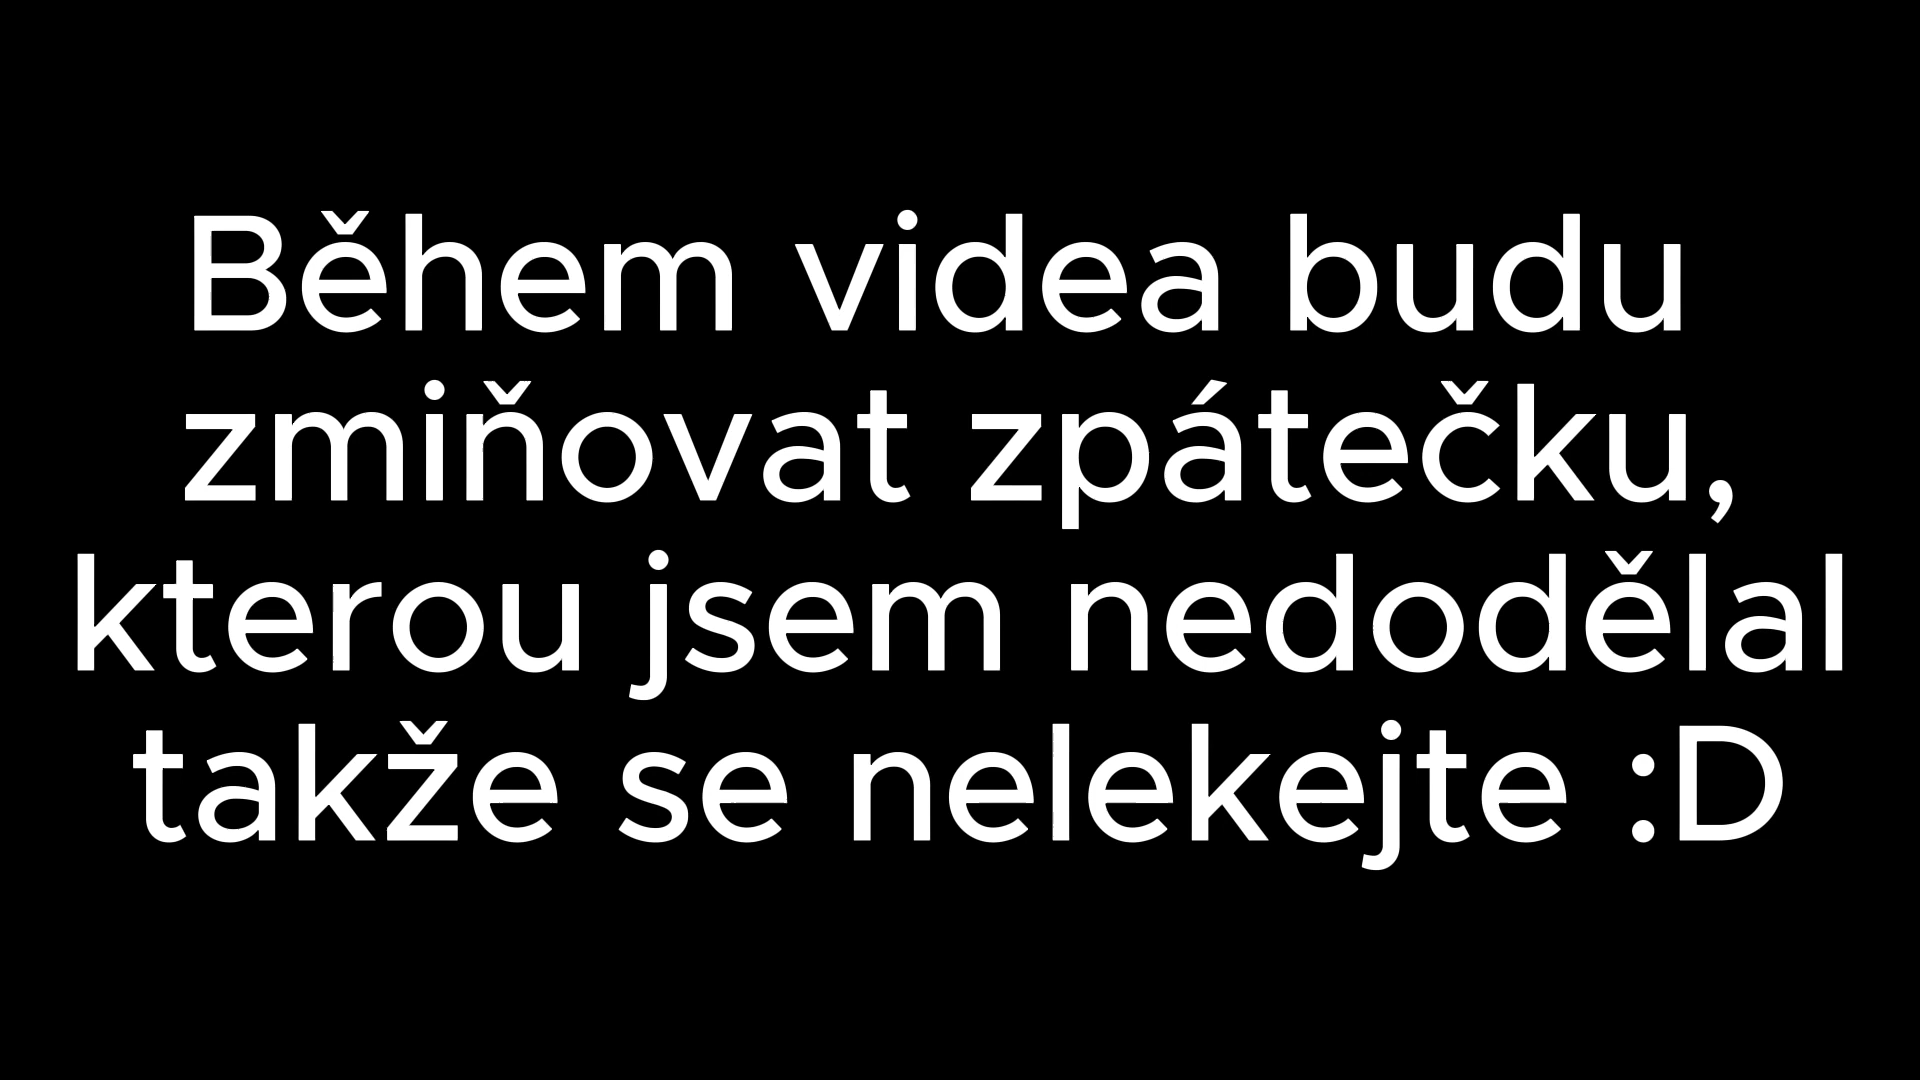 Během videa budu
zmiňovat zpátečku,
kterou jsem nedodělal
takže se nelekejte :D